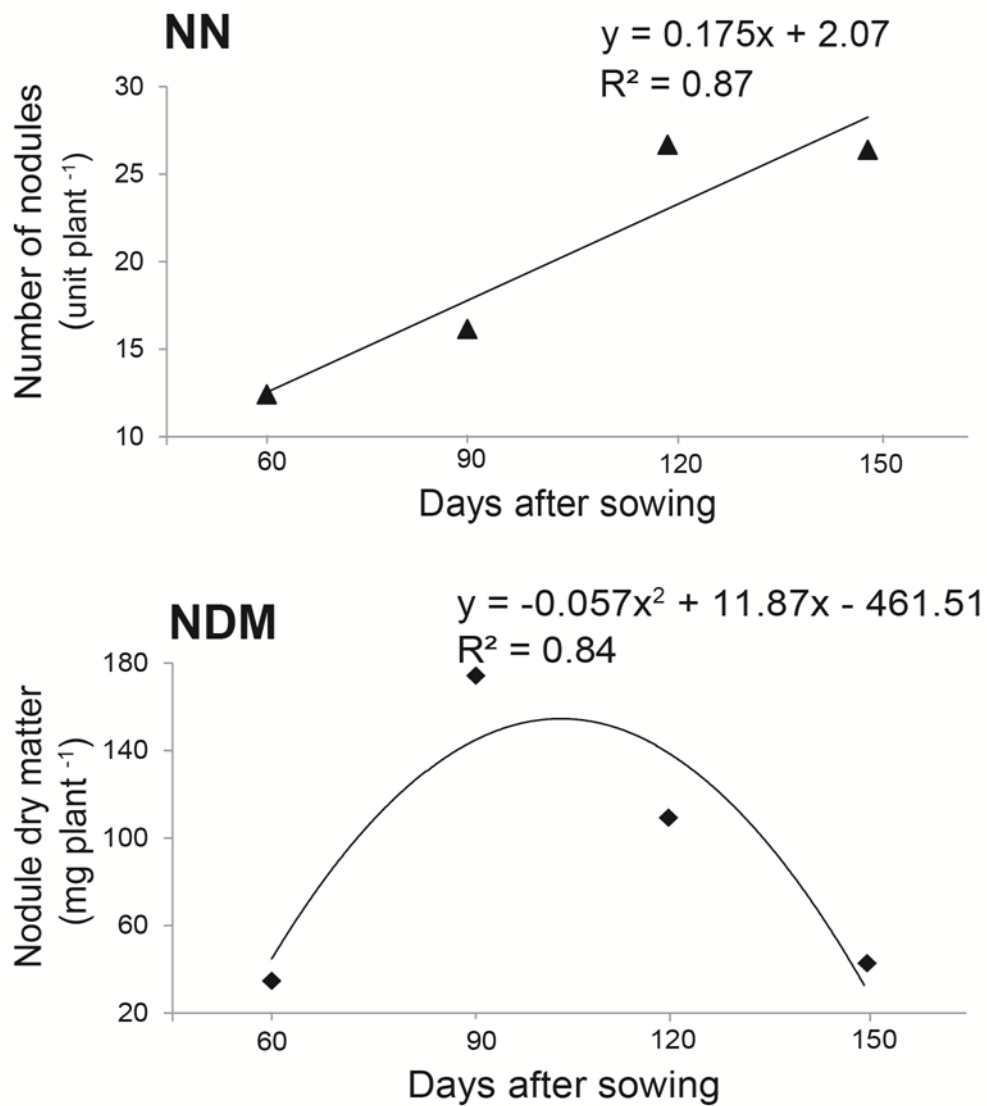 NN
y = 0.175x + 2.07
R² = 0.87
Number of nodules
(unit plant ⁻¹)
30
25
20
15
10
60 90 120 150
Days after sowing
NDM
y = -0.057x² + 11.87x - 461.51
R² = 0.84
Nodule dry matter
(mg plant ⁻¹)
180
140
100
60
20
60 90 120 150
Days after sowing